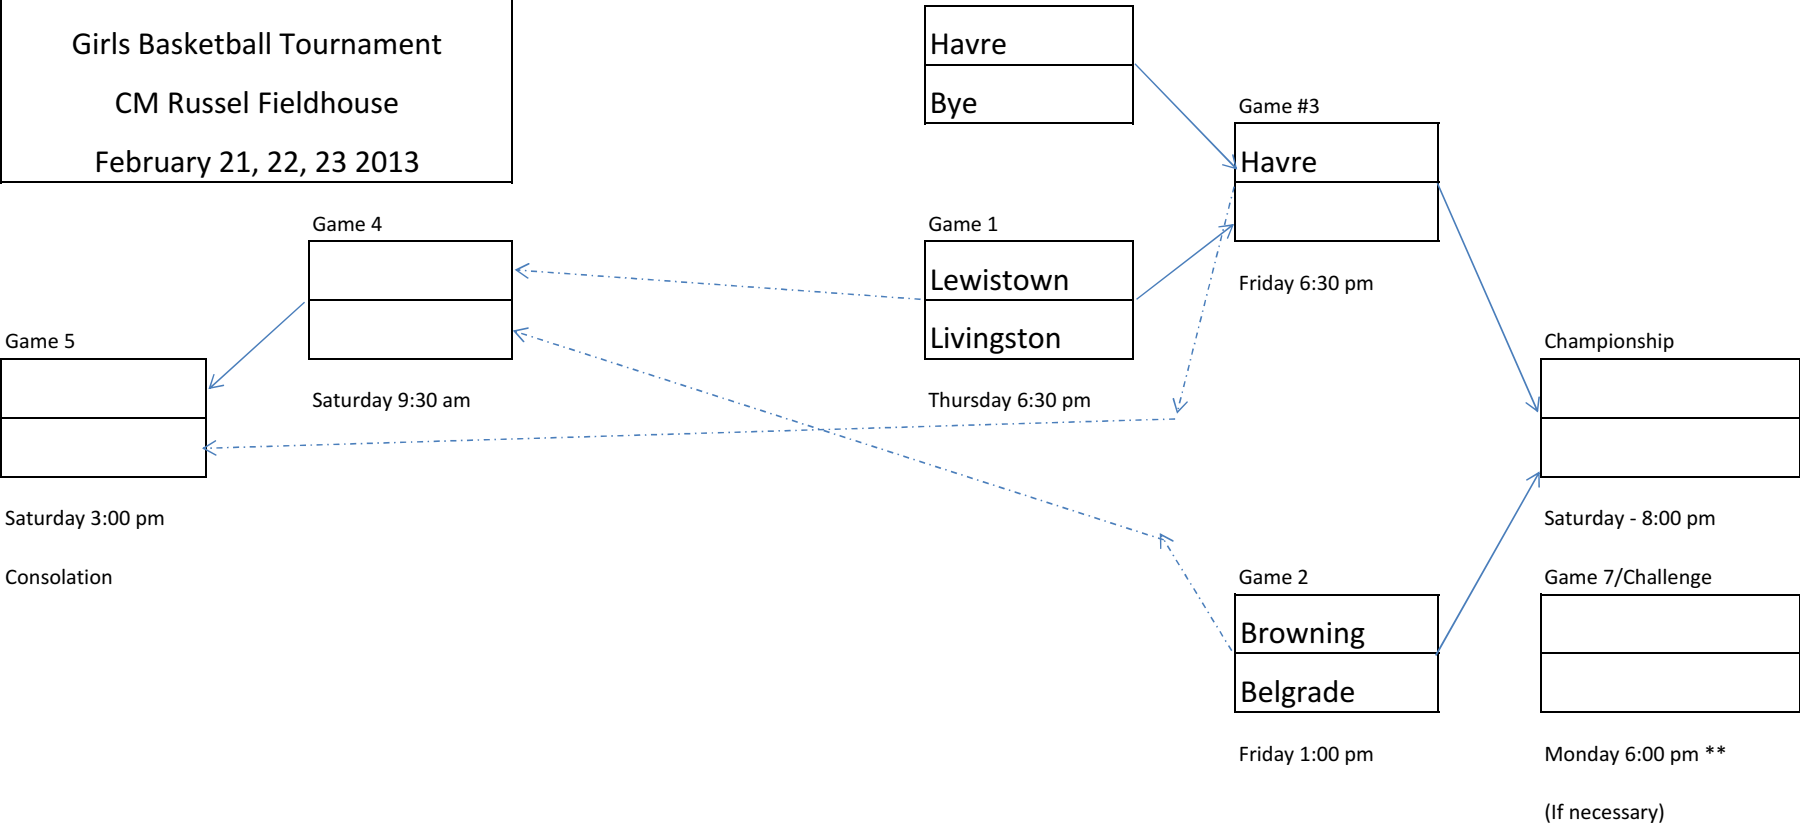 Girls Basketball Tournament
CM Russel Fieldhouse
February 21, 22, 23 2013
Havre
Bye
Game #3
Havre
Friday 6:30 pm
Game 1
Lewistown
Livingston
Thursday 6:30 pm
Game 4
Saturday 9:30 am
Game 5
Saturday 3:00 pm
Consolation
Championship
Saturday - 8:00 pm
Game 2
Browning
Belgrade
Friday 1:00 pm
Game 7/Challenge
Monday 6:00 pm **
(If necessary)